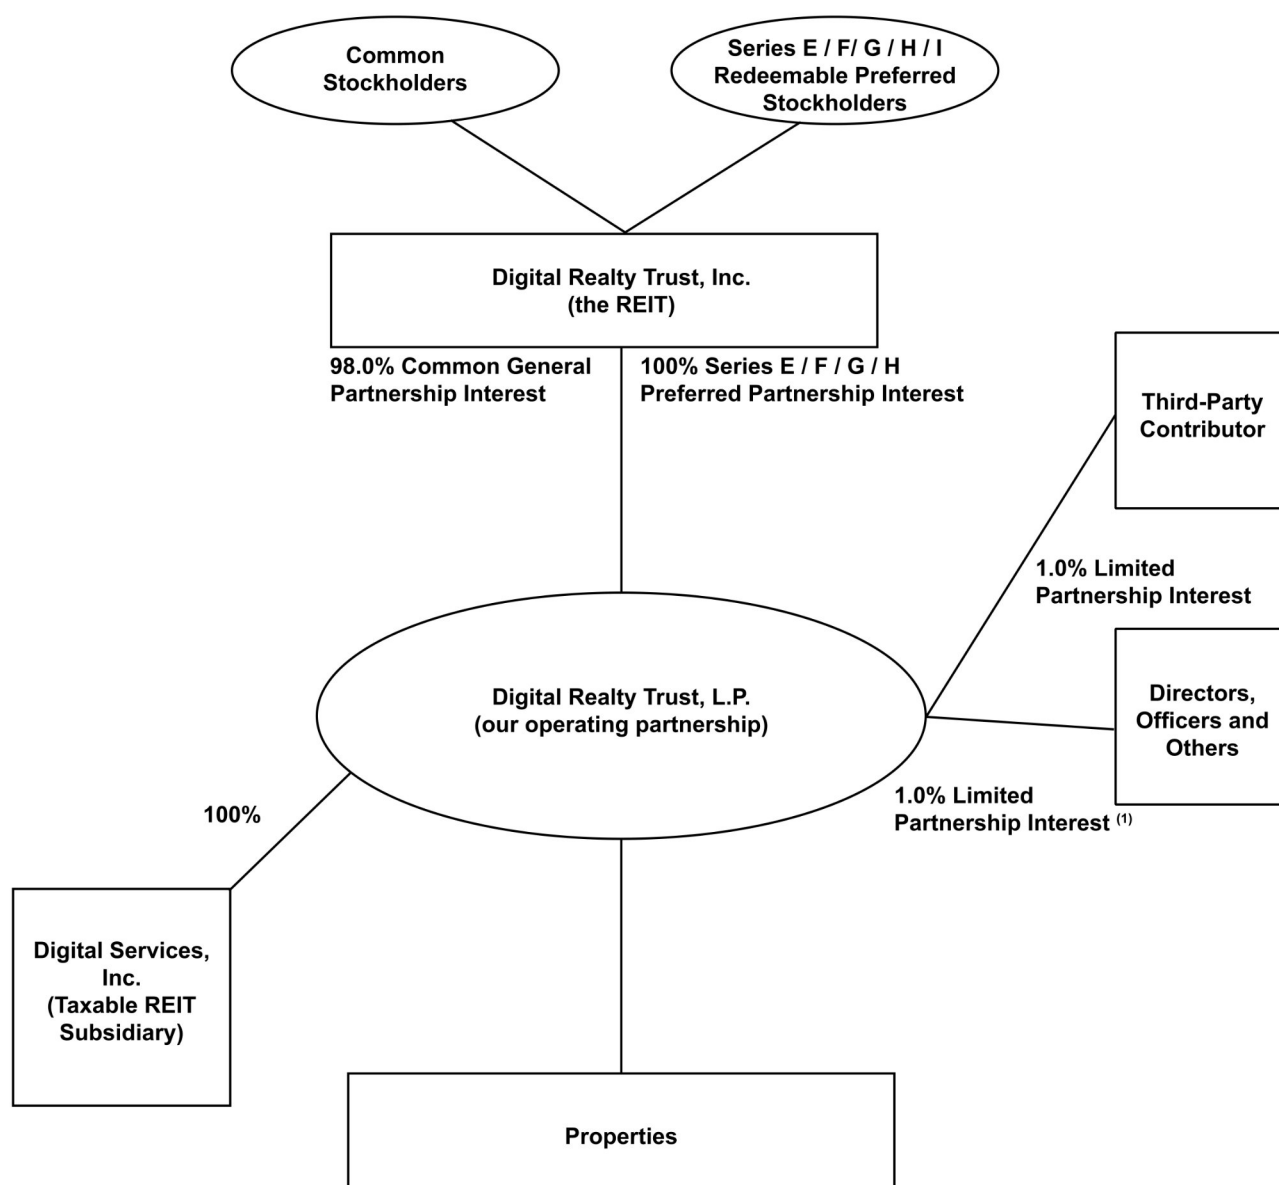 Common
Stockholders
Series E / F/ G / H / I
Redeemable Preferred
Stockholders
Digital Realty Trust, Inc.
(the REIT)
98.0% Common General
Partnership Interest
100% Series E / F / G / H
Preferred Partnership Interest
Third-Party
Contributor
1.0% Limited
Partnership Interest
Digital Realty Trust, L.P.
(our operating partnership)
Directors,
Officers and
Others
1.0% Limited
Partnership Interest (1)
100%
Digital Services,
Inc.
(Taxable REIT
Subsidiary)
Properties